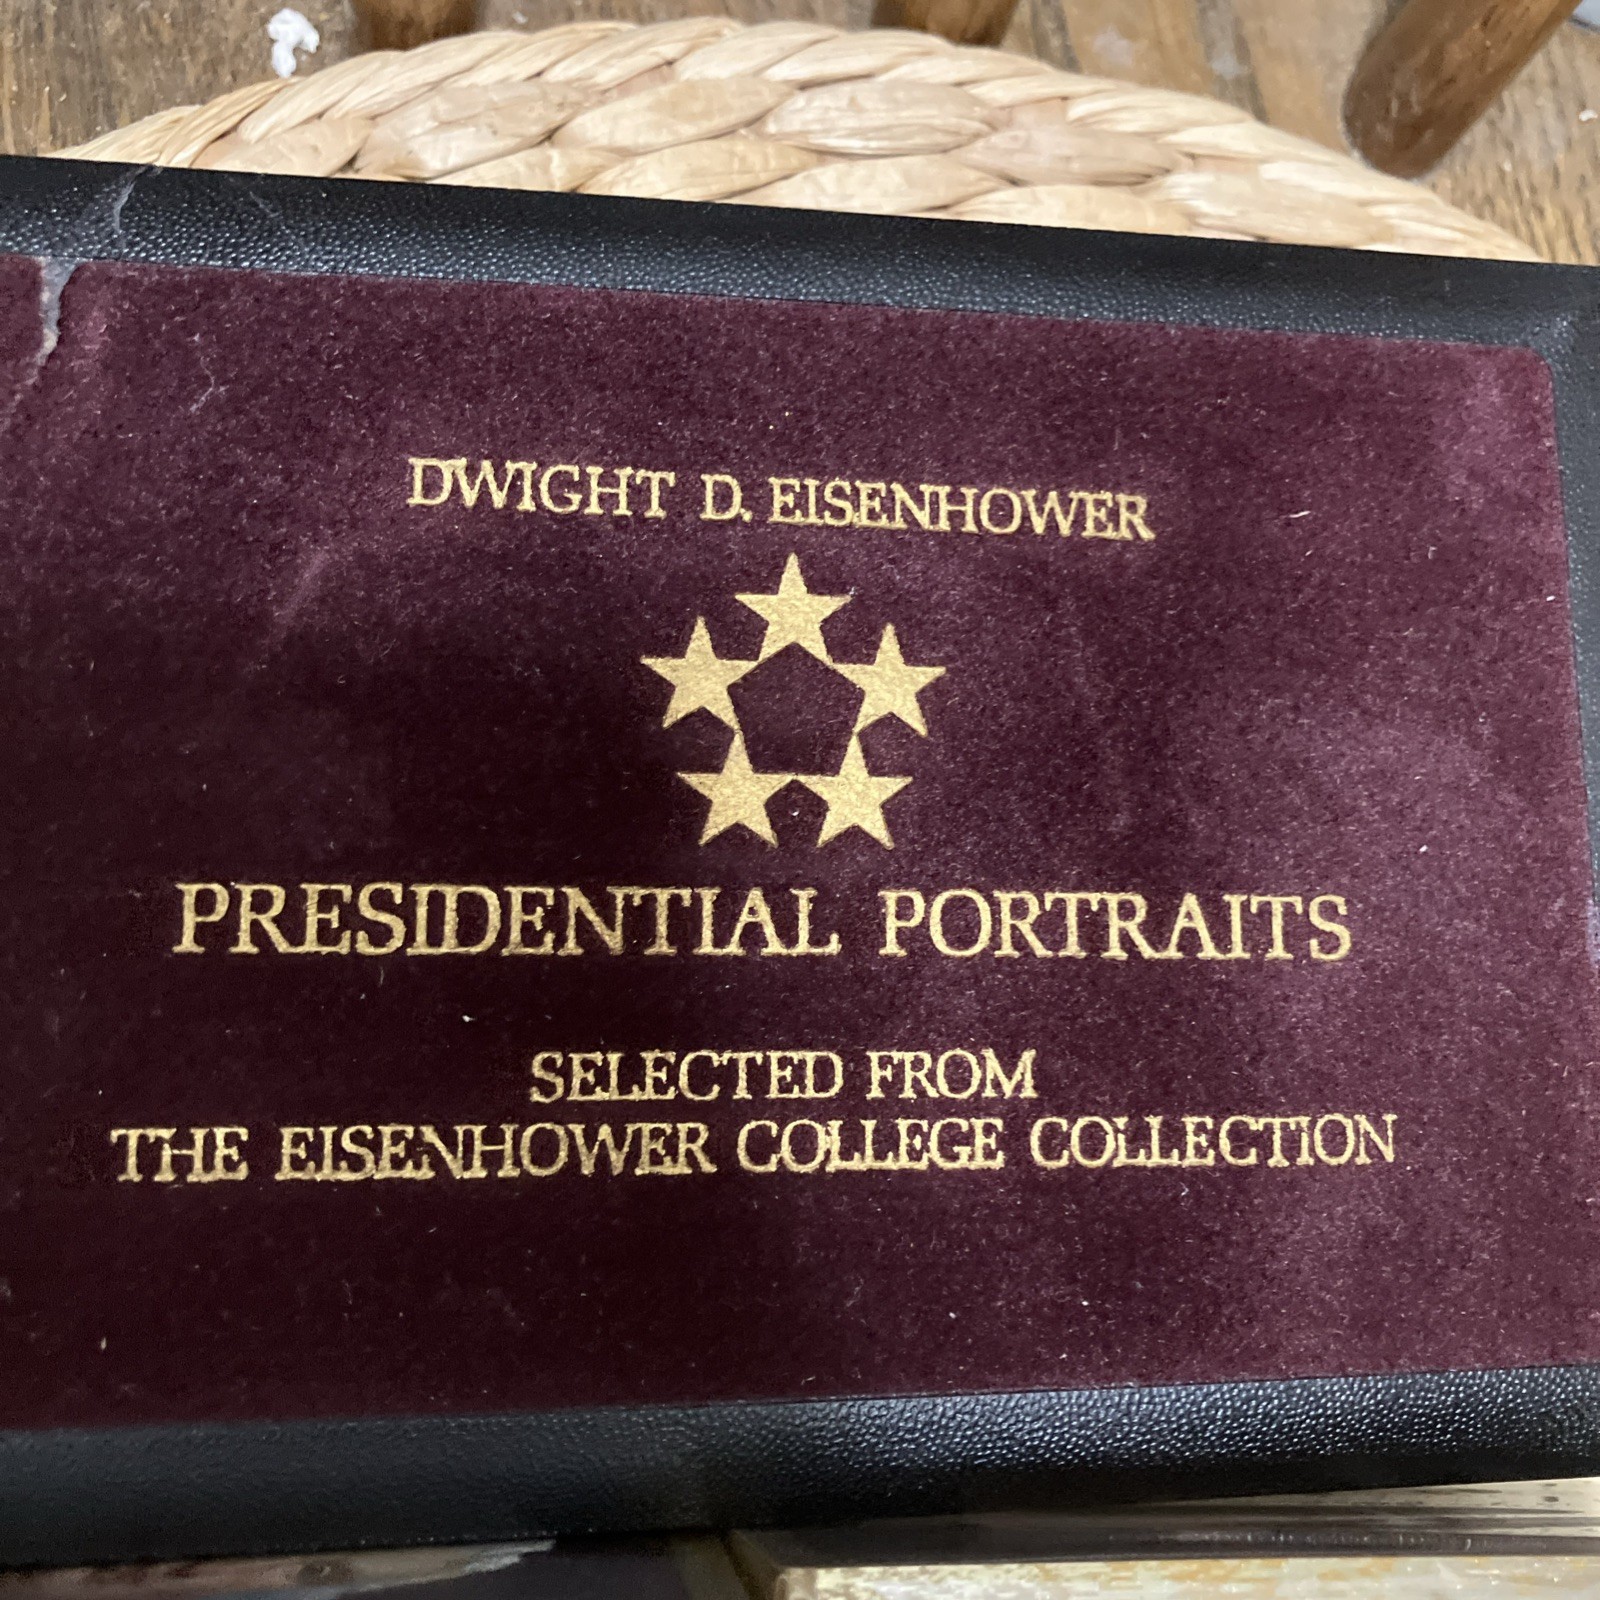 DWIGHT D. EISENHOWER
PRESIDENTIAL PORTRAITS
SELECTED FROM
THE EISENHOWER COLLEGE COLLECTION